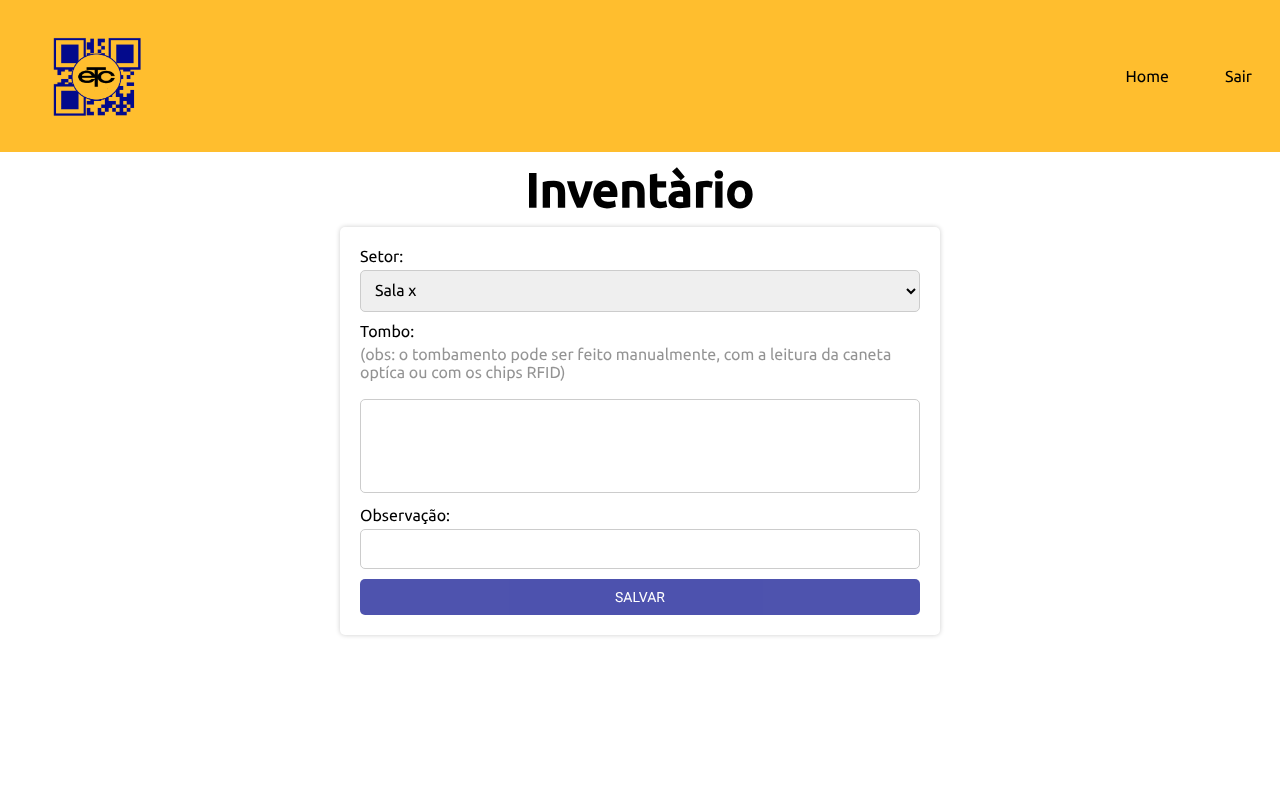 eTc
Home
Sair
Inventàrio
Setor:
Sala x
Tombo:
(obs: o tombamento pode ser feito manualmente, com a leitura da caneta
optíca ou com os chips RFID)
Observação:
SALVAR